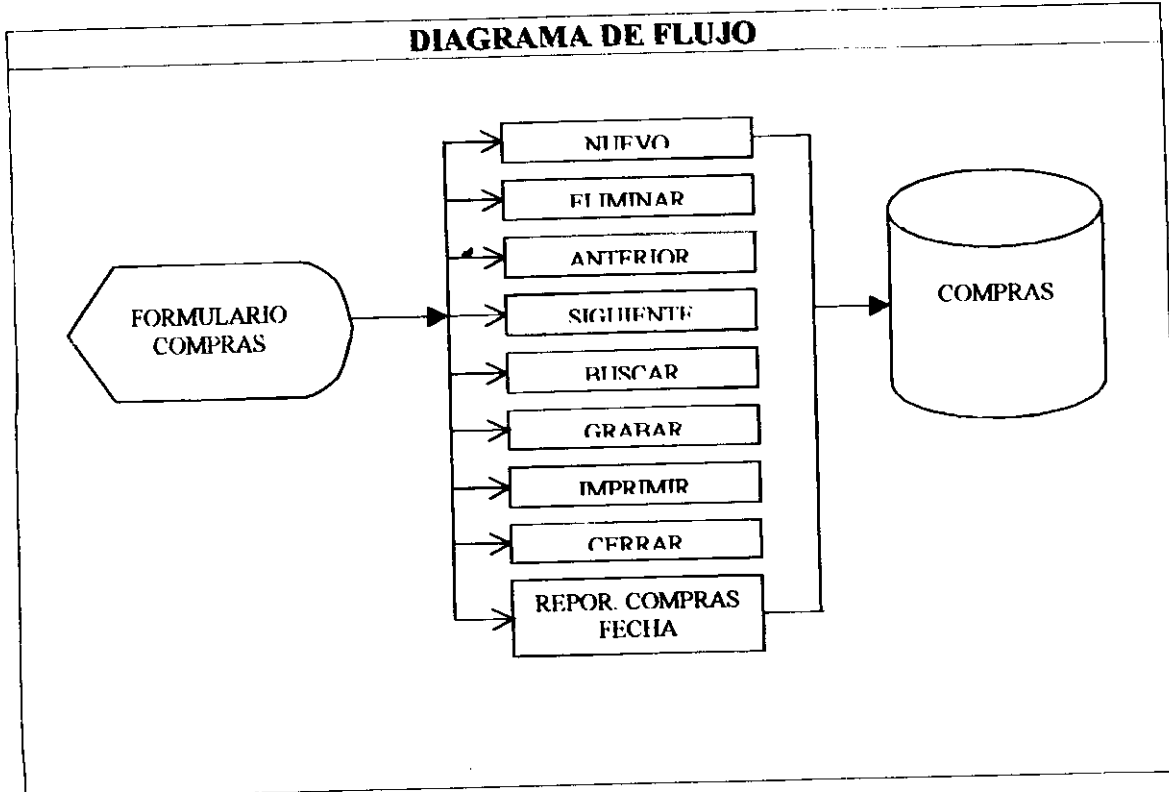 DIAGRAMA DE FLUJO
FORMULARIO
COMPRAS
NUEVO
ELIMINAR
ANTERIOR
SIGUIENTE
BUSCAR
GRABAR
IMPRIMIR
CERRAR
REPOR. COMPRAS
FECHA
COMPRAS